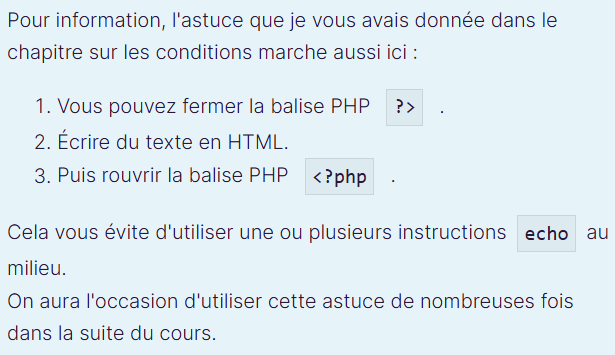 Pour information, l'astuce que je vous avais donnée dans le
chapitre sur les conditions marche aussi ici :
1. Vous pouvez fermer la balise PHP ?> .
2. Écrire du texte en HTML.
3. Puis rouvrir la balise PHP <?php .
Cela vous évite d'utiliser une ou plusieurs instructions echo au
milieu.
On aura l'occasion d'utiliser cette astuce de nombreuses fois
dans la suite du cours.